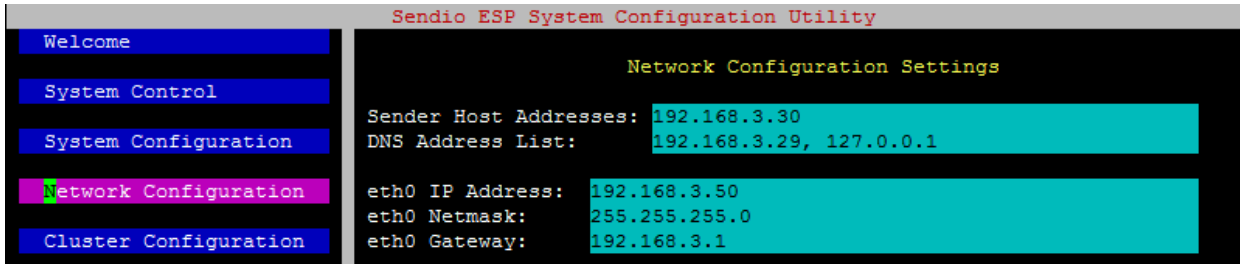 Sendio ESP System Configuration Utility
Welcome
System Control
System Configuration
Network Configuration
Cluster Configuration
Network Configuration Settings
Sender Host Addresses: 192.168.3.30
DNS Address List: 192.168.3.29, 127.0.0.1
eth0 IP Address: 192.168.3.50
eth0 Netmask: 255.255.255.0
eth0 Gateway: 192.168.3.1